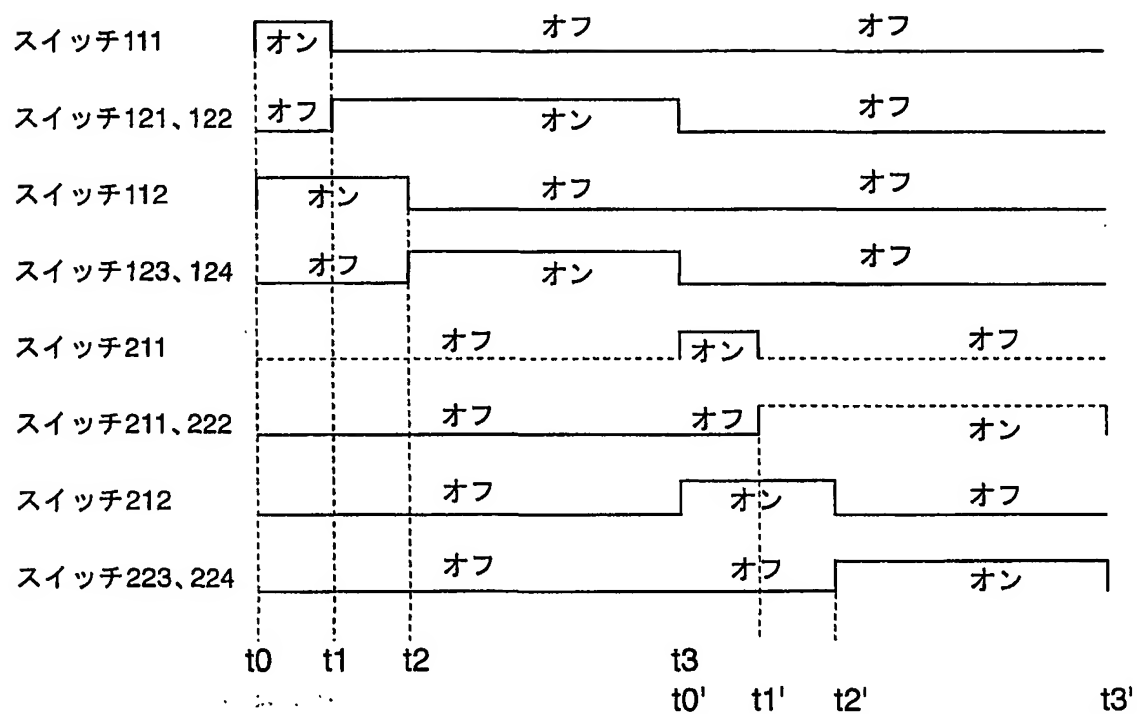 スイッチ111 オン オフ オフ
スイッチ121、122 オフ オン オフ
スイッチ112 オン オフ オフ
スイッチ123、124 オフ オン オフ
スイッチ211 オフ オン オフ
スイッチ211、222 オフ オフ オン
スイッチ212 オフ オン オフ
スイッチ223、224 オフ オフ オン
t0 t1 t2 t3
t0' t1' t2' t3'